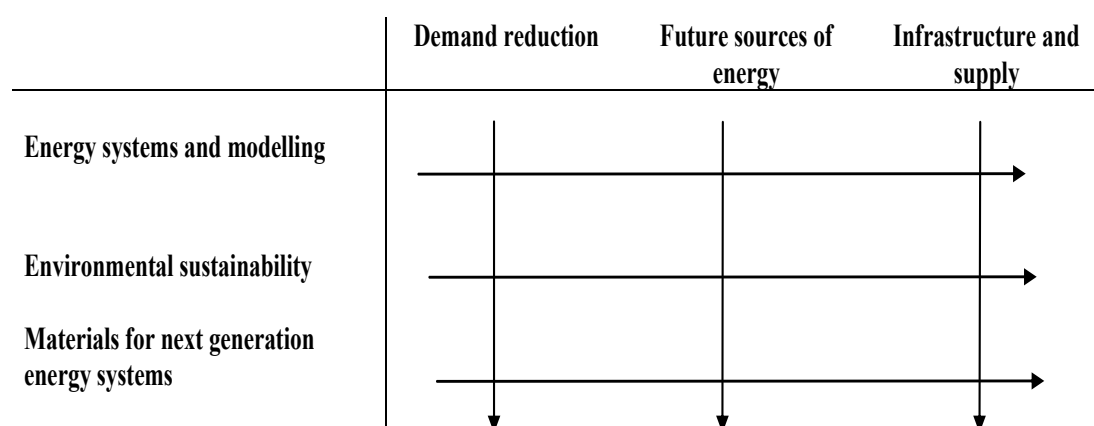 Demand reduction
Future sources of
energy
Infrastructure and
supply
Energy systems and modelling
Environmental sustainability
Materials for next generation
energy systems